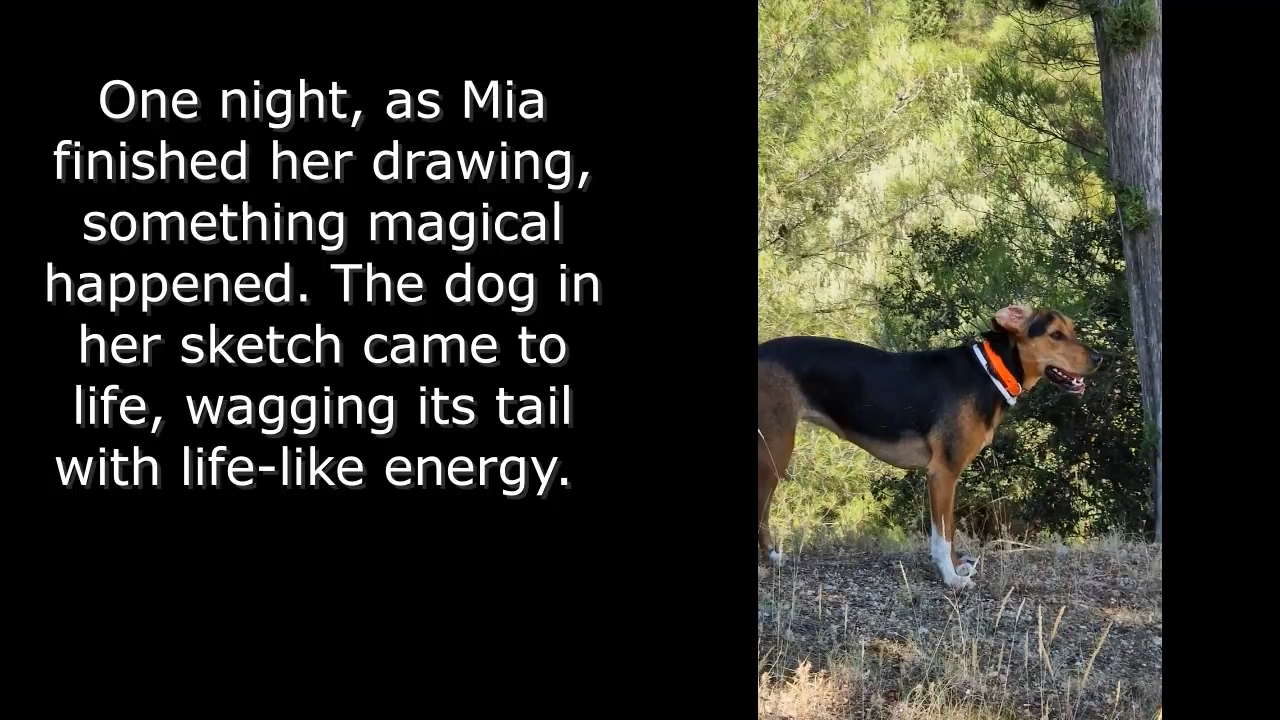 One night, as Mia
finished her drawing,
something magical
happened. The dog in
her sketch came to
life, wagging its tail
with life-like energy.